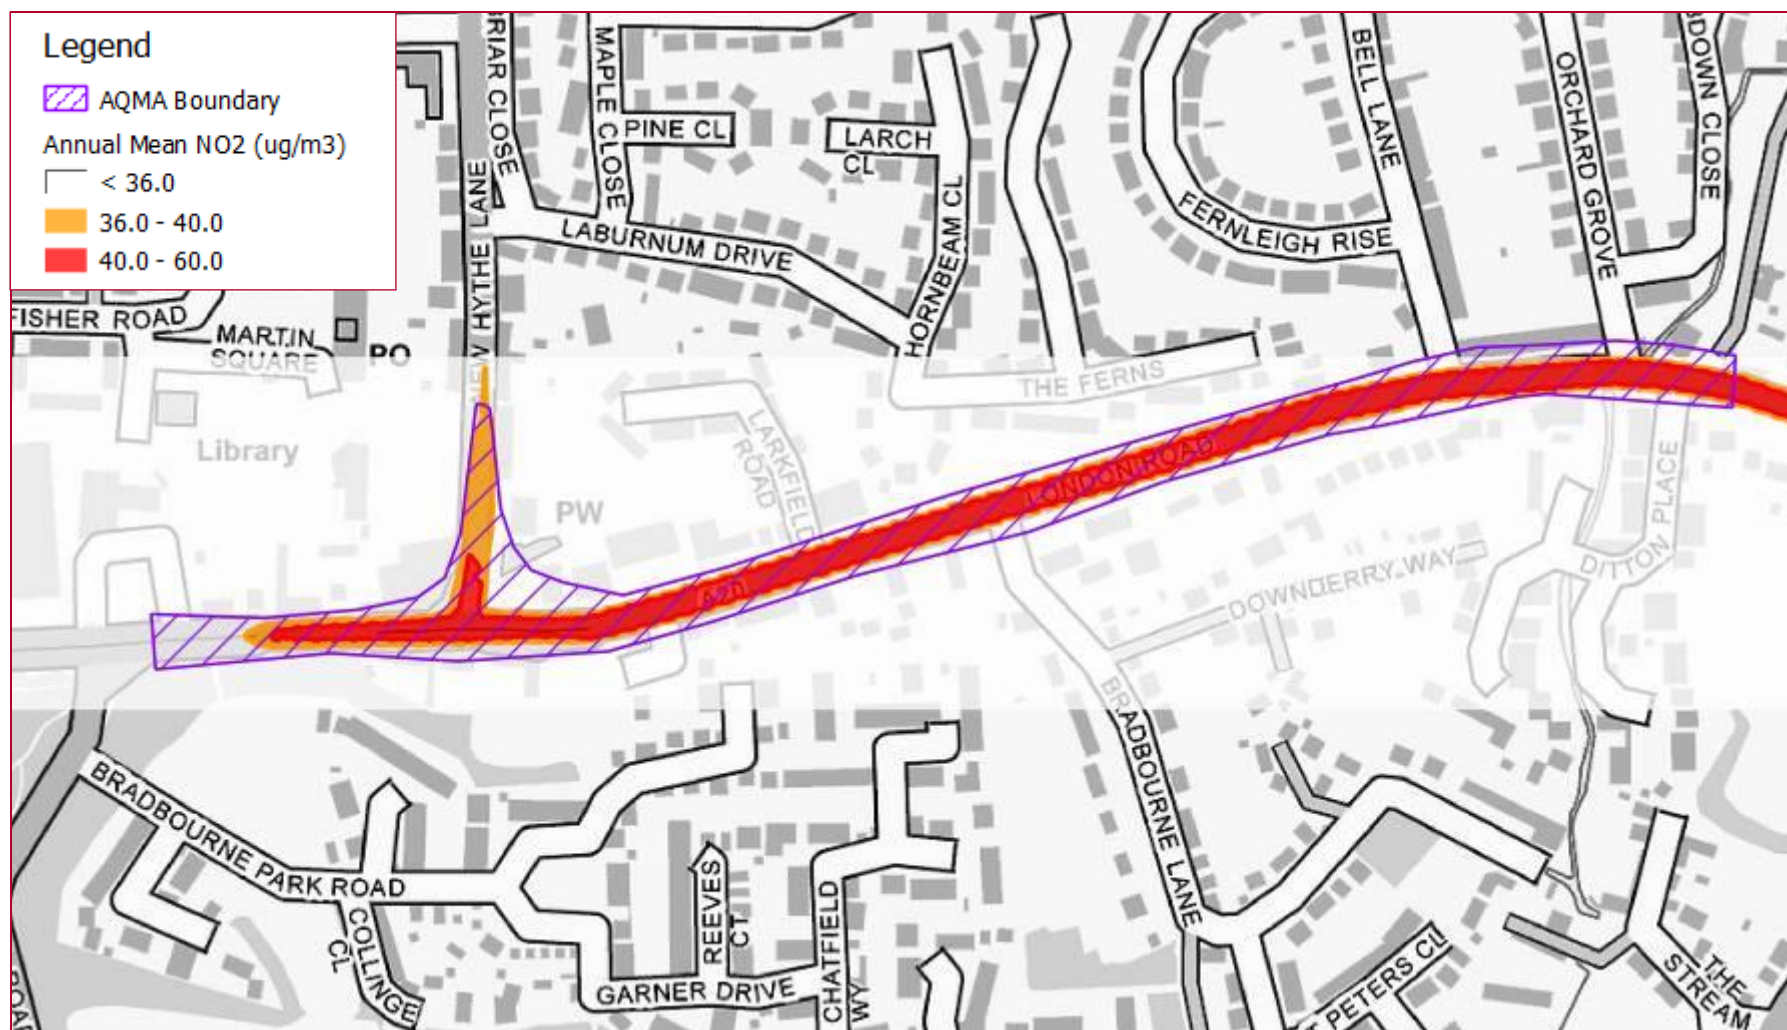 Legend
AQMA Boundary
Annual Mean NO2 (ug/m3)
< 36.0
36.0 - 40.0
40.0 - 60.0
BRIAR CLOSE
MAPLE CLOSE
PINE CL
LARCH
CL
BELL LANE
ORCHARD GROVE
CLOSE
NEW HYTHE LANE
LABURNUM DRIVE
HORNBEAM CL
FERNLEIGH RISE
FISHER ROAD
MARTIN
SQUARE
PO
THE FERNS
Library
LARKFIELD
ROAD
PW
LONDON ROAD
A20
DITTON PLACE
DOWNDERRY WAY
BRADBOURNE LANE
BRADBOURNE PARK ROAD
COLLINGE
CL
REEVES
CT
CHATFIELD
WY
GARNER DRIVE
PETERS CL
THE
STREAM